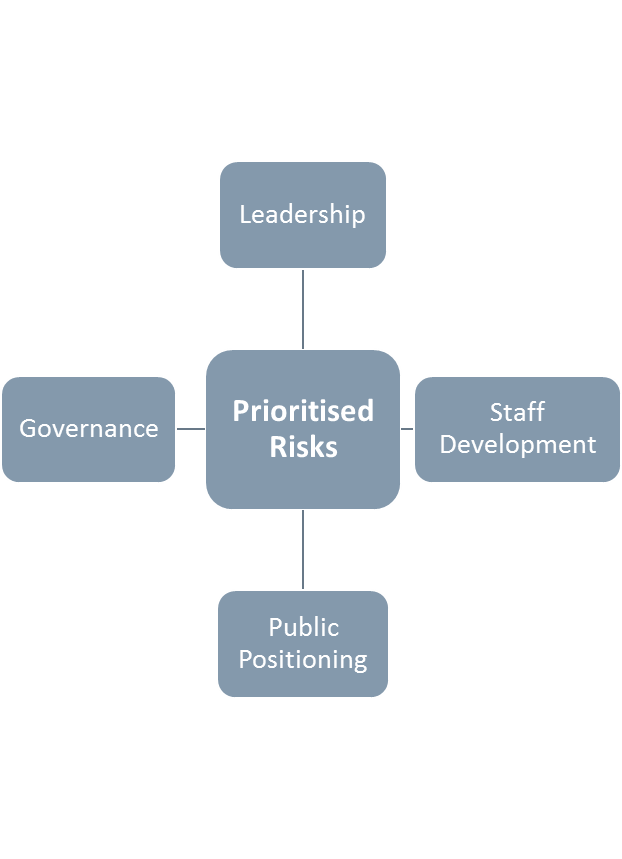 Leadership
Governance
Prioritised
Risks
Staff
Development
Public
Positioning